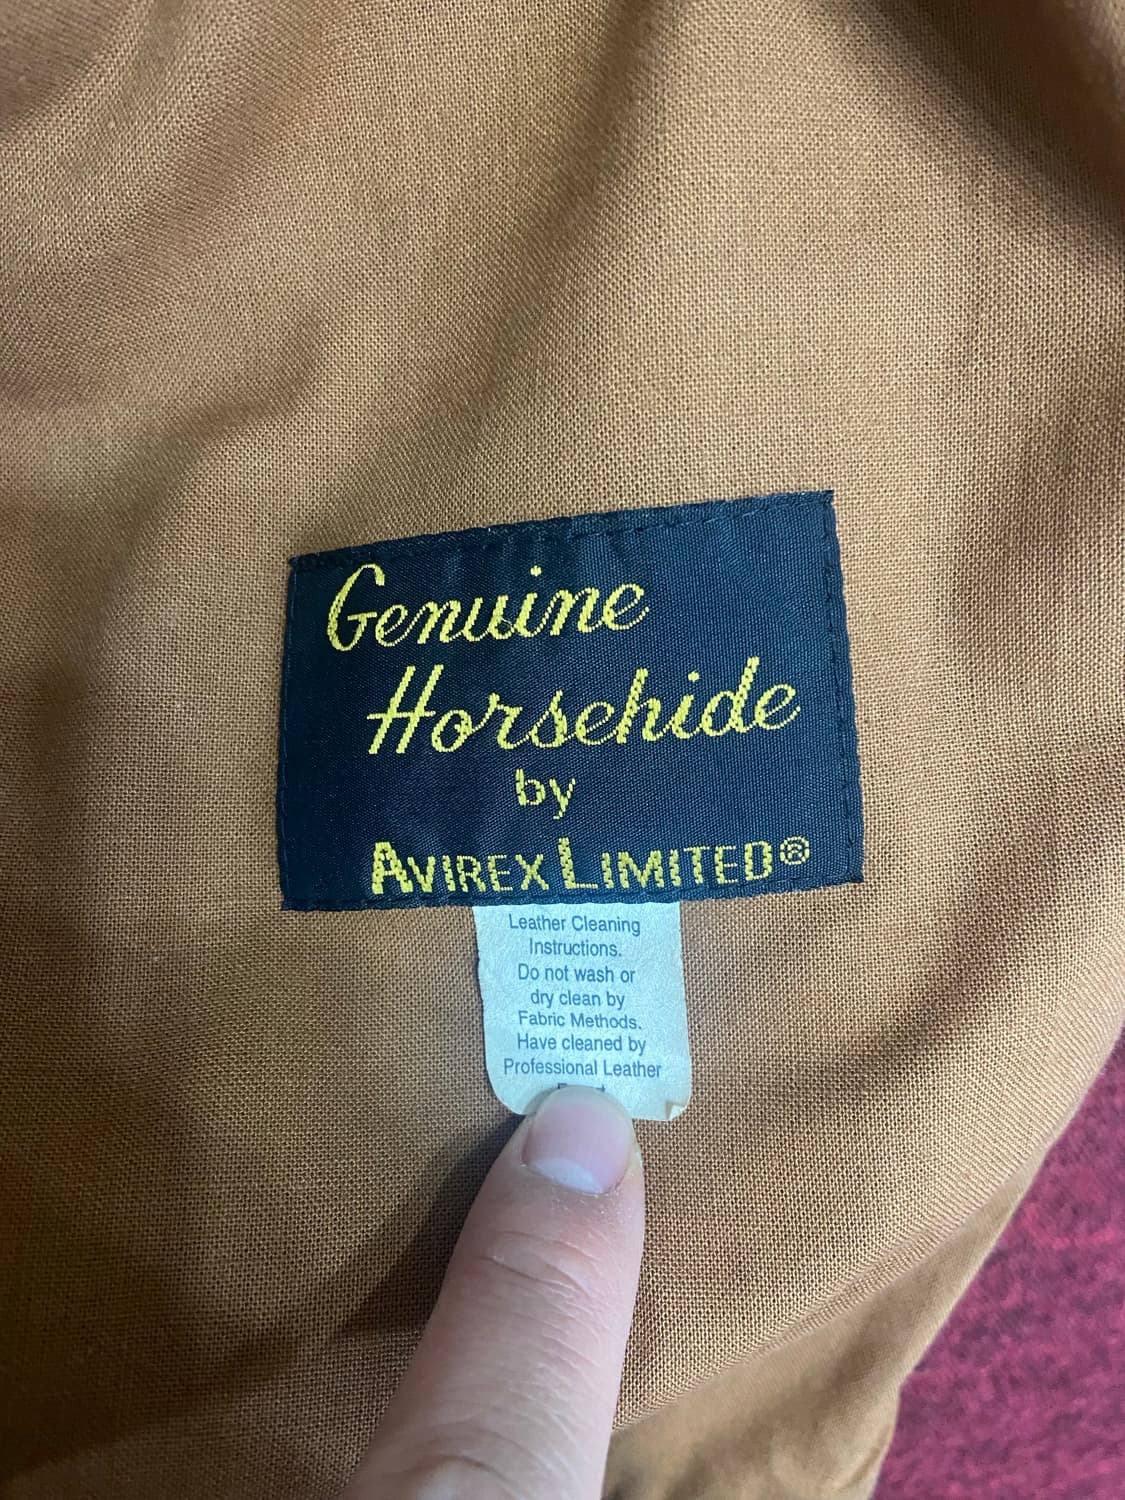 Genuine
Horsehide
by
AVIREX LIMITED®
Leather Cleaning
Instructions.
Do not wash or
dry clean by
Fabric Methods.
Have cleaned by
Professional Leather